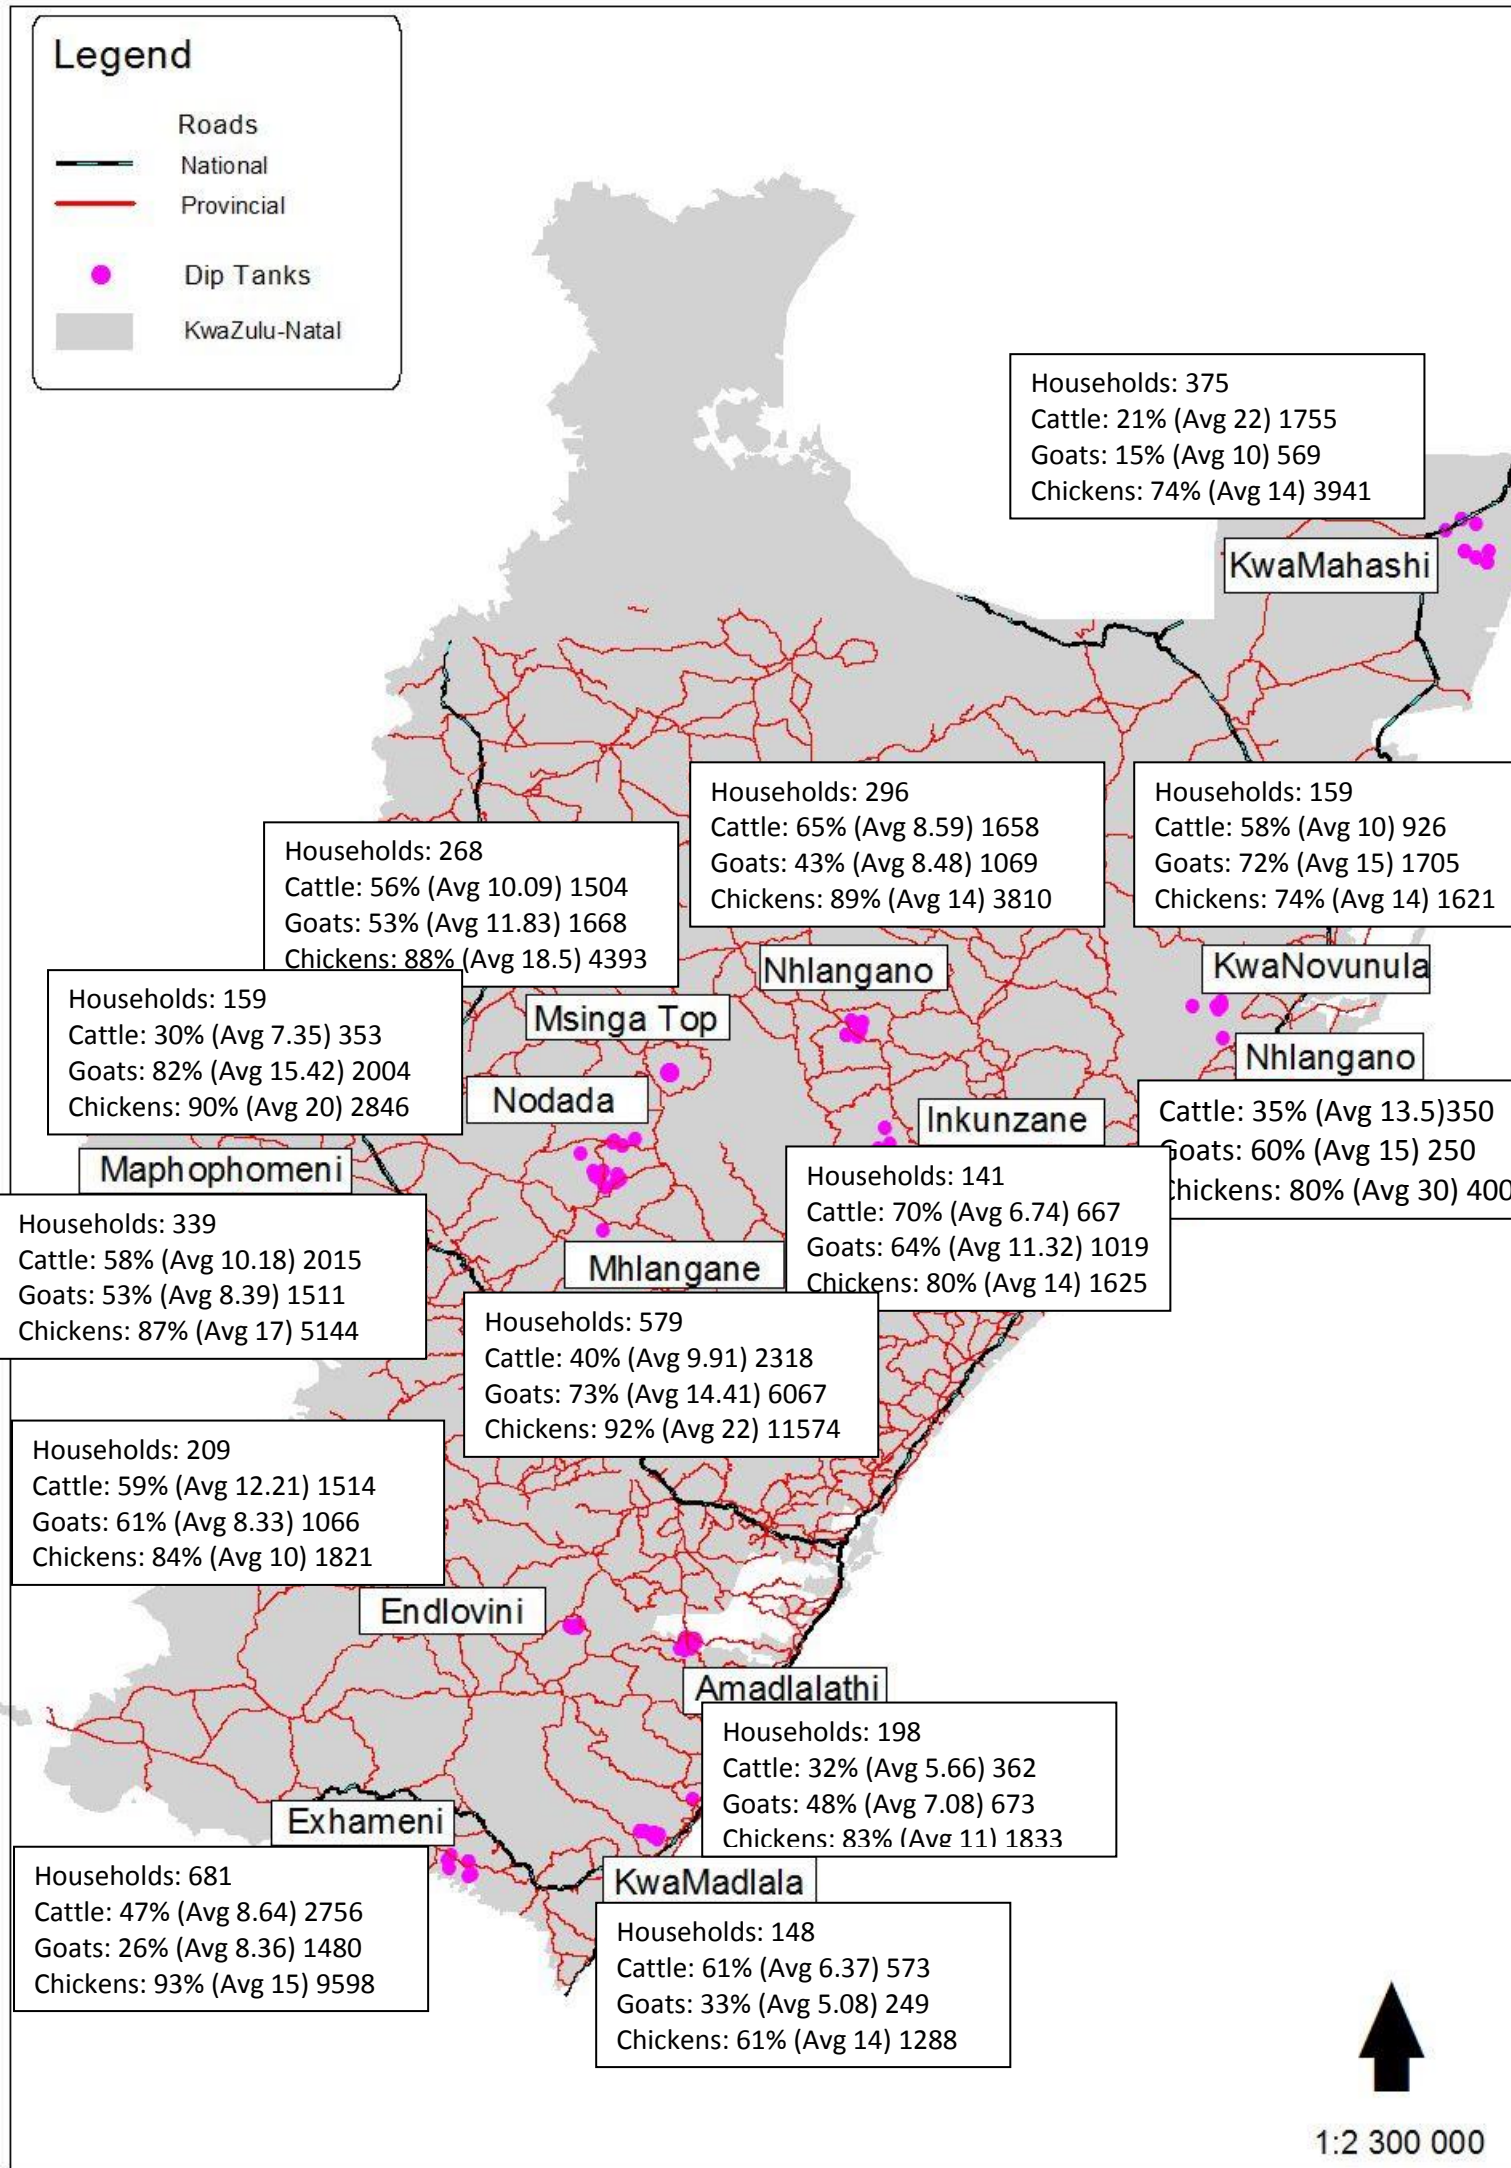 Legend
Roads
National
Provincial
Dip Tanks
KwaZulu-Natal
Households: 375
Cattle: 21% (Avg 22) 1755
Goats: 15% (Avg 10) 569
Chickens: 74% (Avg 14) 3941
KwaMahashi
Households: 296
Cattle: 65% (Avg 8.59) 1658
Goats: 43% (Avg 8.48) 1069
Chickens: 89% (Avg 14) 3810
Households: 159
Cattle: 58% (Avg 10) 926
Goats: 72% (Avg 15) 1705
Chickens: 74% (Avg 14) 1621
Households: 268
Cattle: 56% (Avg 10.09) 1504
Goats: 53% (Avg 11.83) 1668
Chickens: 88% (Avg 18.5) 4393
Nhlangano
KwaNovunula
Households: 159
Cattle: 30% (Avg 7.35) 353
Goats: 82% (Avg 15.42) 2004
Chickens: 90% (Avg 20) 2846
Msinga Top
Nhlangano
Nodada
Inkunzane
Cattle: 35% (Avg 13.5)350
Goats: 60% (Avg 15) 250
Chickens: 80% (Avg 30) 400
Maphophomeni
Households: 141
Cattle: 70% (Avg 6.74) 667
Goats: 64% (Avg 11.32) 1019
Chickens: 80% (Avg 14) 1625
Households: 339
Cattle: 58% (Avg 10.18) 2015
Goats: 53% (Avg 8.39) 1511
Chickens: 87% (Avg 17) 5144
Mhlangane
Households: 579
Cattle: 40% (Avg 9.91) 2318
Goats: 73% (Avg 14.41) 6067
Chickens: 92% (Avg 22) 11574
Households: 209
Cattle: 59% (Avg 12.21) 1514
Goats: 61% (Avg 8.33) 1066
Chickens: 84% (Avg 10) 1821
Endlovini
Amadlalathi
Households: 198
Cattle: 32% (Avg 5.66) 362
Goats: 48% (Avg 7.08) 673
Chickens: 83% (Avg 11) 1833
Exhameni
Households: 681
Cattle: 47% (Avg 8.64) 2756
Goats: 26% (Avg 8.36) 1480
Chickens: 93% (Avg 15) 9598
KwaMadlala
Households: 148
Cattle: 61% (Avg 6.37) 573
Goats: 33% (Avg 5.08) 249
Chickens: 61% (Avg 14) 1288
1:2 300 000